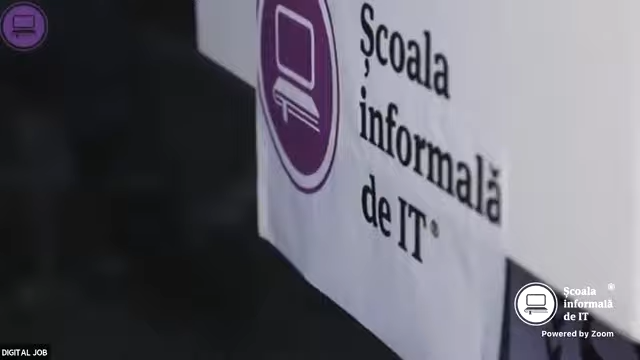 Școala
informală
de IT®
Școala ®
informală
de IT
Powered by Zoom
DIGITAL JOB